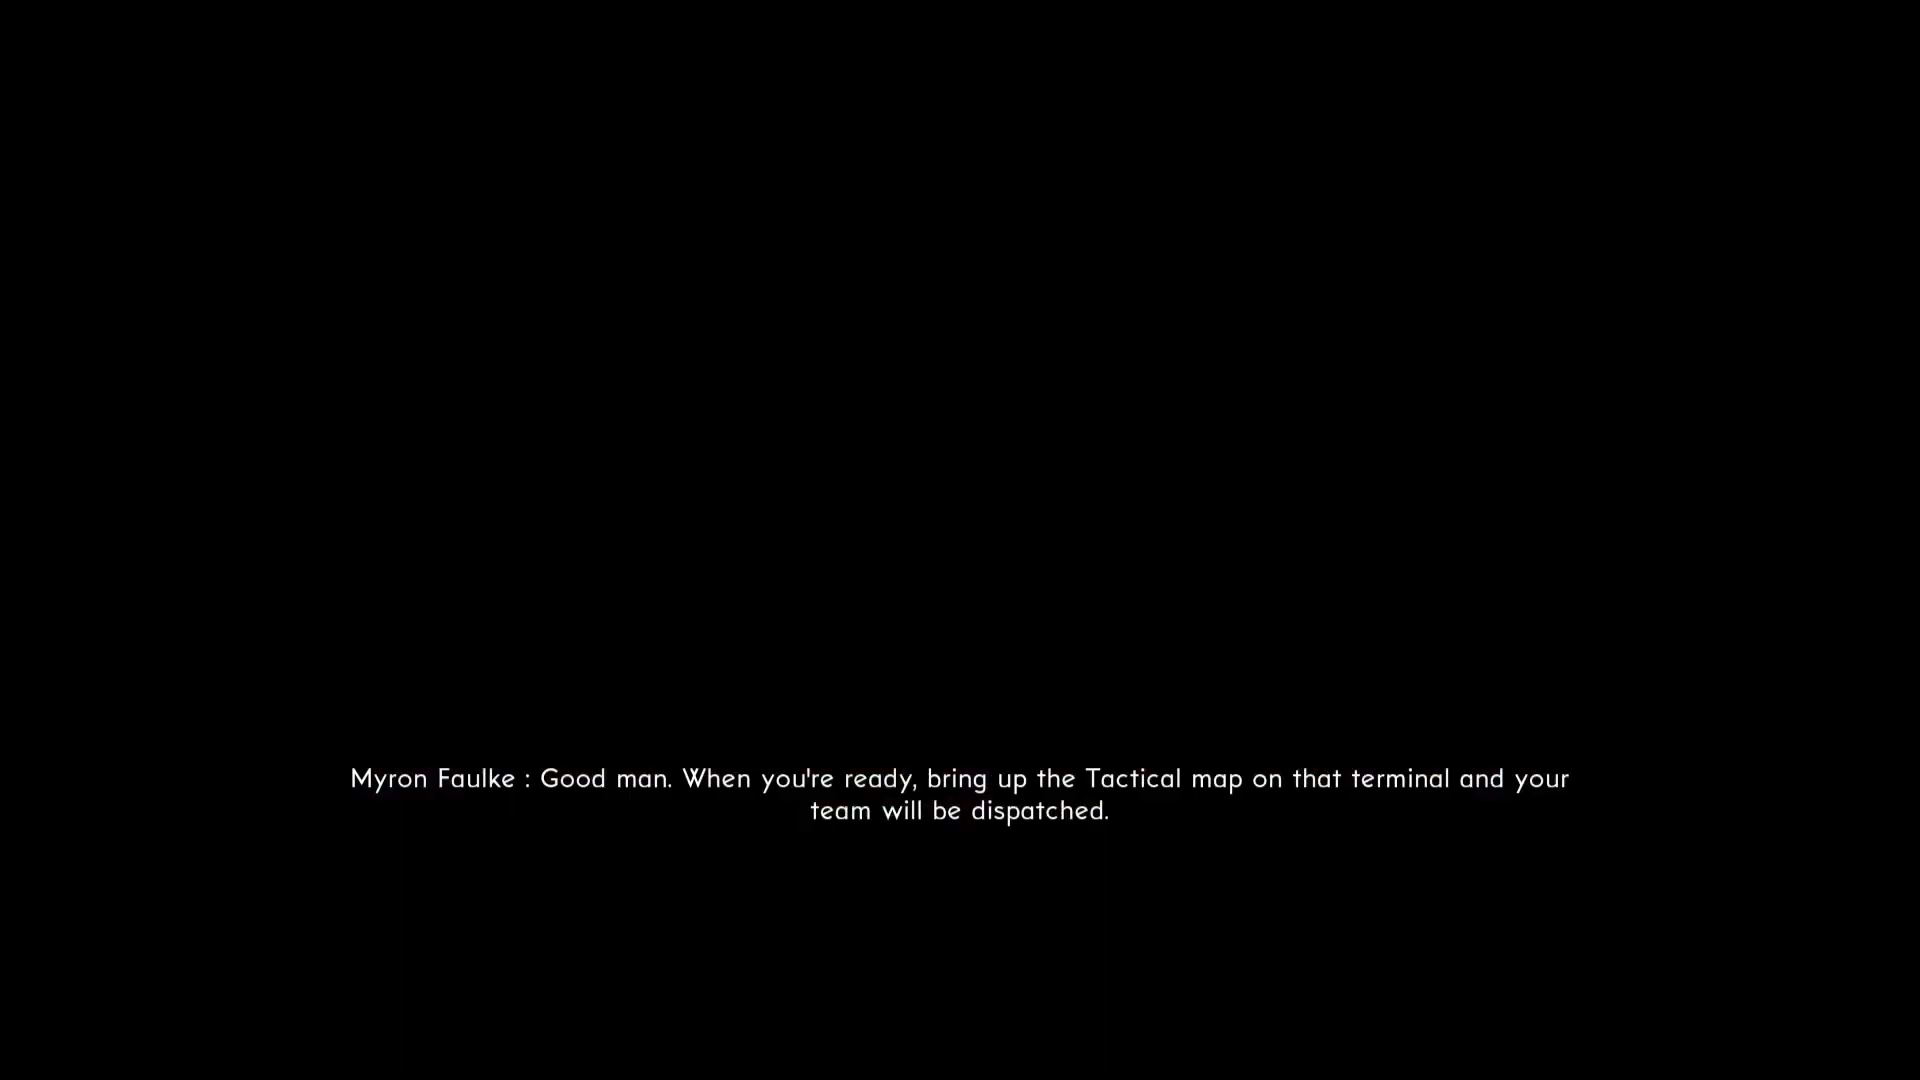 Myron Faulke : Good man. When you're ready, bring up the Tactical map on that terminal and your
team will be dispatched.